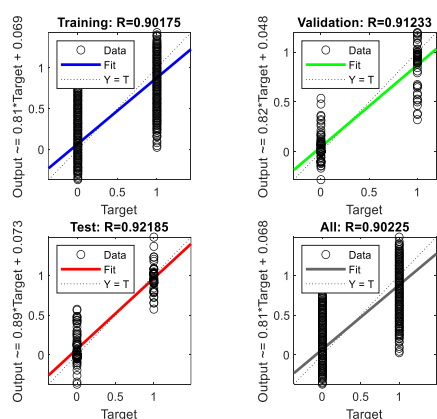 Training: R=0.90175
Output ~= 0.81*Target + 0.069
Data
Fit
Y = T
1
0.5
0
0 0.5 1
Target
Validation: R=0.91233
Output ~= 0.82*Target + 0.048
Data
Fit
Y = T
1
0.5
0
0 0.5 1
Target
Test: R=0.92185
Output ~= 0.89*Target + 0.073
Data
Fit
Y = T
1
0.5
0
0 0.5 1
Target
All: R=0.90225
Output ~= 0.81*Target + 0.068
Data
Fit
Y = T
1
0.5
0
0 0.5 1
Target